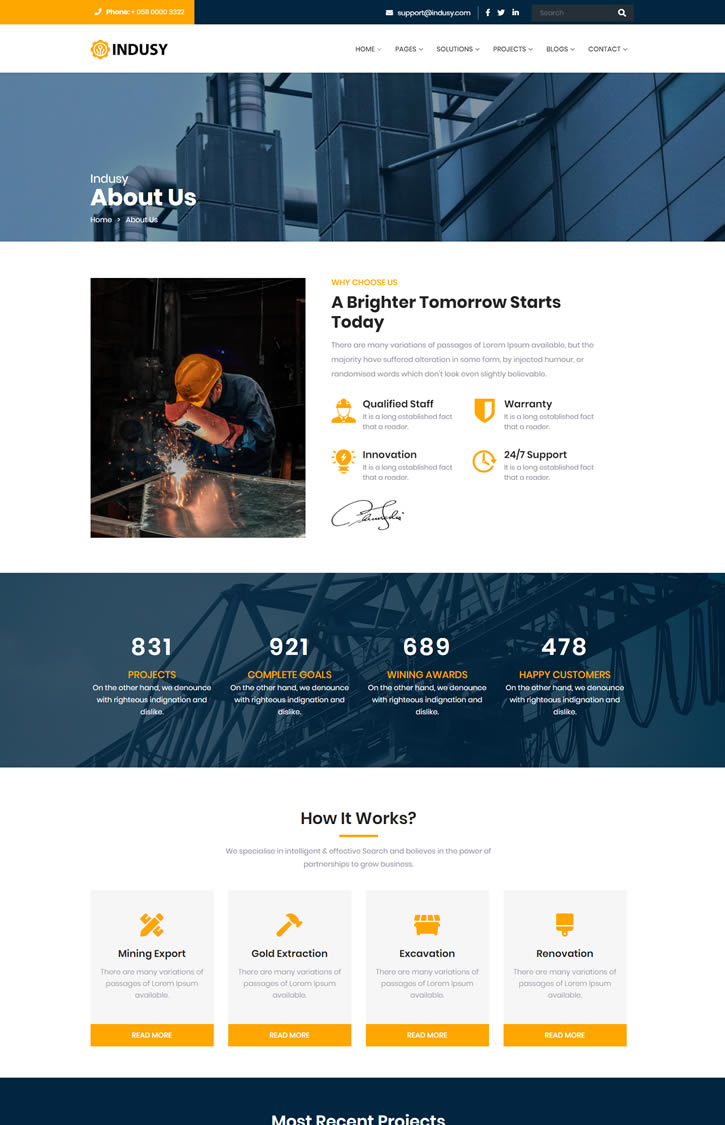 Phone: + 0511 0000 3322
support@indusy.com
Search
INDUSY
HOME
PAGES
SOLUTIONS
PROJECTS
BLOGS
CONTACT
Indusy
About Us
Home > About Us
WHY CHOOSE US
A Brighter Tomorrow Starts
Today
There are many variations of passages of Lorem Ipsum available, but the
majority have suffered alteration in some form, by injected humour, or
randomised words which don't look even slightly believable.
Qualified Staff
It is a long established fact
that a reader.
Warranty
It is a long established fact
that a reader.
Innovation
It is a long established fact
that a reader.
24/7 Support
It is a long established fact
that a reader.
831
PROJECTS
On the other hand, we denounce
with righteous indignation and
dislike.
921
COMPLETE GOALS
On the other hand, we denounce
with righteous indignation and
dislike.
689
WINING AWARDS
On the other hand, we denounce
with righteous indignation and
dislike.
478
HAPPY CUSTOMERS
On the other hand, we denounce
with righteous indignation and
dislike.
How It Works?
We specialise in intelligent & effective Search and believes in the power of
partnerships to grow business.
Mining Export
There are many variations of
passages of Lorem Ipsum
available.
READ MORE
Gold Extraction
There are many variations of
passages of Lorem Ipsum
available.
READ MORE
Excavation
There are many variations of
passages of Lorem Ipsum
available.
READ MORE
Renovation
There are many variations of
passages of Lorem Ipsum
available.
READ MORE
Most Recent Projects